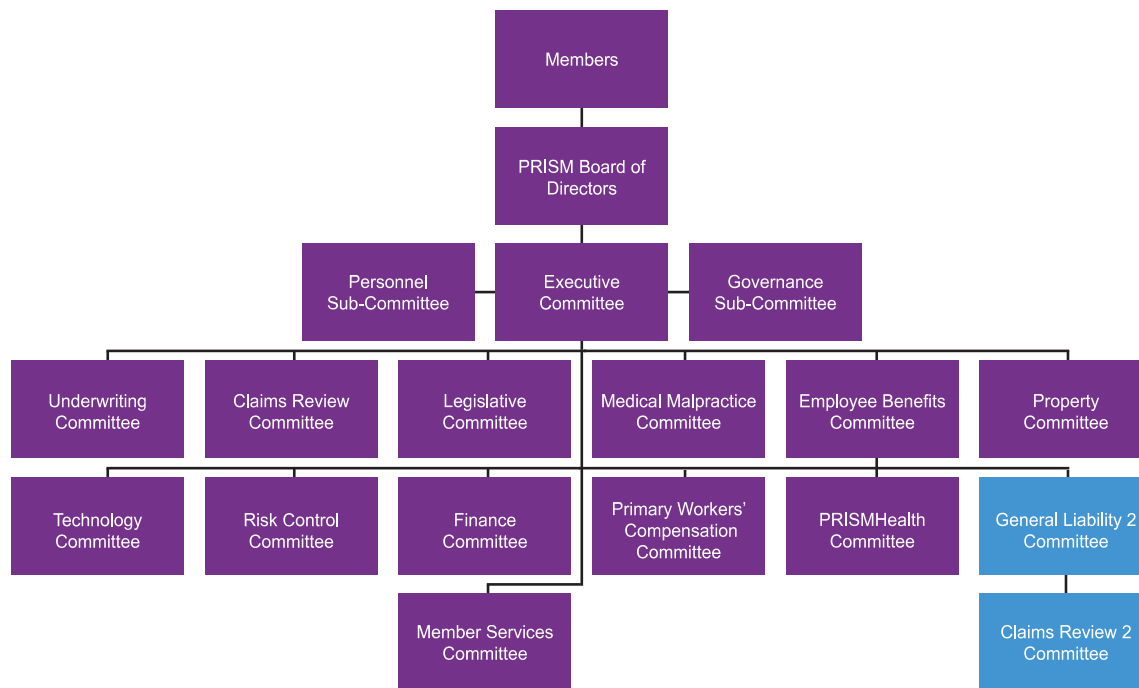 Members
PRISM Board of
Directors
Personnel
Sub-Committee
Executive
Committee
Governance
Sub-Committee
Underwriting
Committee
Claims Review
Committee
Legislative
Committee
Medical Malpractice
Committee
Employee Benefits
Committee
Property
Committee
Technology
Committee
Risk Control
Committee
Finance
Committee
Primary Workers’
Compensation
Committee
PRISMHealth
Committee
General Liability 2
Committee
Member Services
Committee
Claims Review 2
Committee